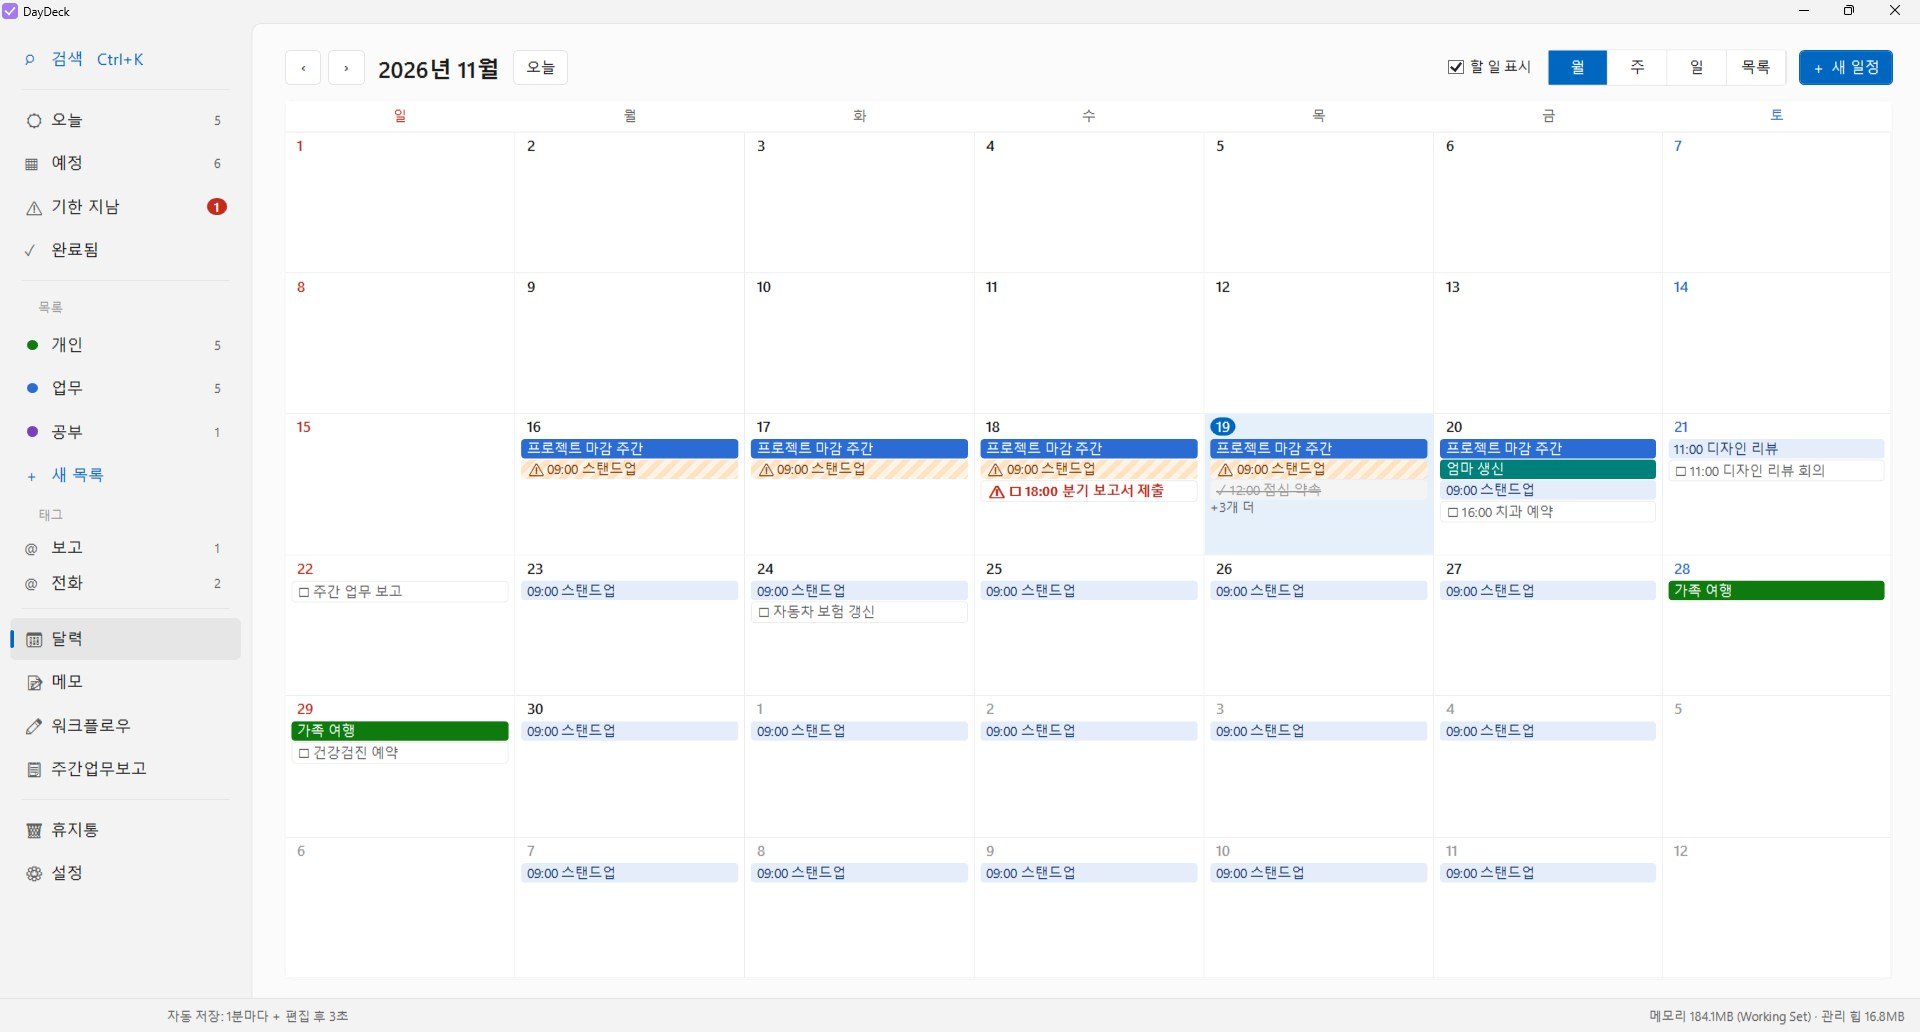 DayDeck
검색 Ctrl+K
오늘 5
예정 6
기한 지남 1
완료됨
목록
개인 5
업무 5
공부 1
+ 새 목록
태그
@ 보고 1
@ 전화 2
달력
메모
워크플로우
주간업무보고
휴지통
설정
‹ › 2026년 11월 오늘
할 일 표시 월 주 일 목록 + 새 일정
일 월 화 수 목 금 토
1 2 3 4 5 6 7
8 9 10 11 12 13 14
15 16 17 18 19 20 21
프로젝트 마감 주간 프로젝트 마감 주간 프로젝트 마감 주간 프로젝트 마감 주간 프로젝트 마감 주간 11:00 디자인 리뷰
09:00 스탠드업 09:00 스탠드업 09:00 스탠드업 09:00 스탠드업 엄마 생신 11:00 디자인 리뷰 회의
18:00 분기 보고서 제출 ✓ 12:00 점심 약속 09:00 스탠드업
+3개 더 16:00 치과 예약
22 23 24 25 26 27 28
주간 업무 보고 09:00 스탠드업 09:00 스탠드업 09:00 스탠드업 09:00 스탠드업 09:00 스탠드업 가족 여행
자동차 보험 갱신
29 30 1 2 3 4 5
가족 여행 09:00 스탠드업 09:00 스탠드업 09:00 스탠드업 09:00 스탠드업 09:00 스탠드업
건강검진 예약
6 7 8 9 10 11 12
09:00 스탠드업 09:00 스탠드업 09:00 스탠드업 09:00 스탠드업 09:00 스탠드업
자동 저장: 1분마다 + 편집 후 3초
메모리 184.1MB (Working Set) · 관리 힙 16.8MB